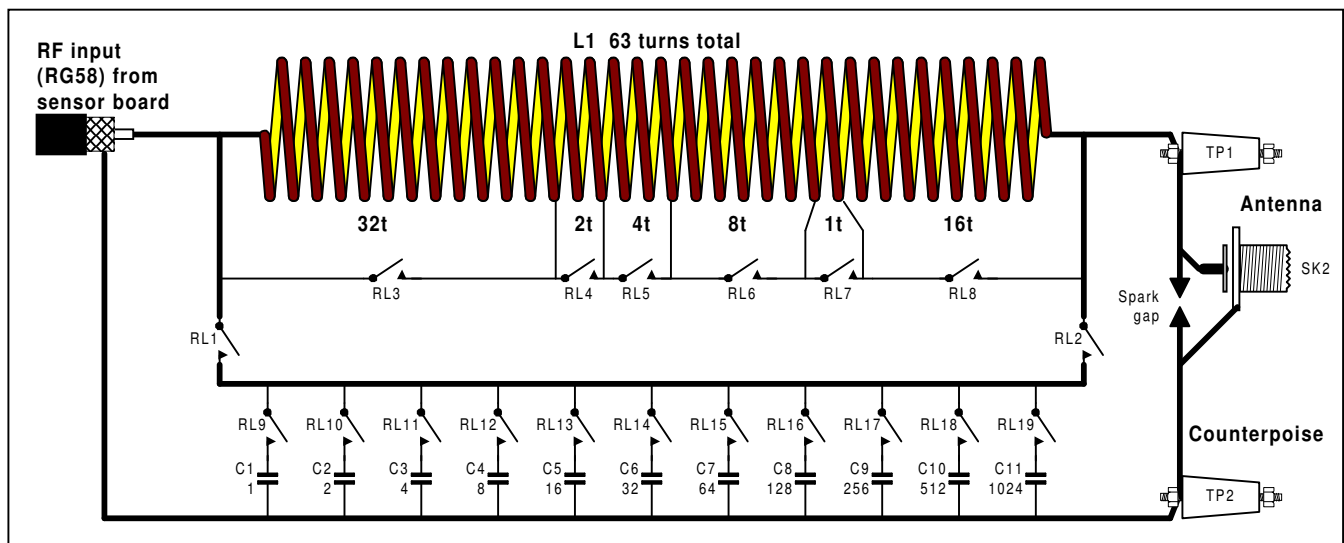 L1 63 turns total
RF input
(RG58) from
sensor board
TP1
Antenna
32t 2t 4t 8t 1t 16t
SK2
RL3 RL4 RL5 RL6 RL7 RL8
Spark
gap
RL1 RL2
RL9 RL10 RL11 RL12 RL13 RL14 RL15 RL16 RL17 RL18 RL19
Counterpoise
C1 C2 C3 C4 C5 C6 C7 C8 C9 C10 C11
1 2 4 8 16 32 64 128 256 512 1024
TP2